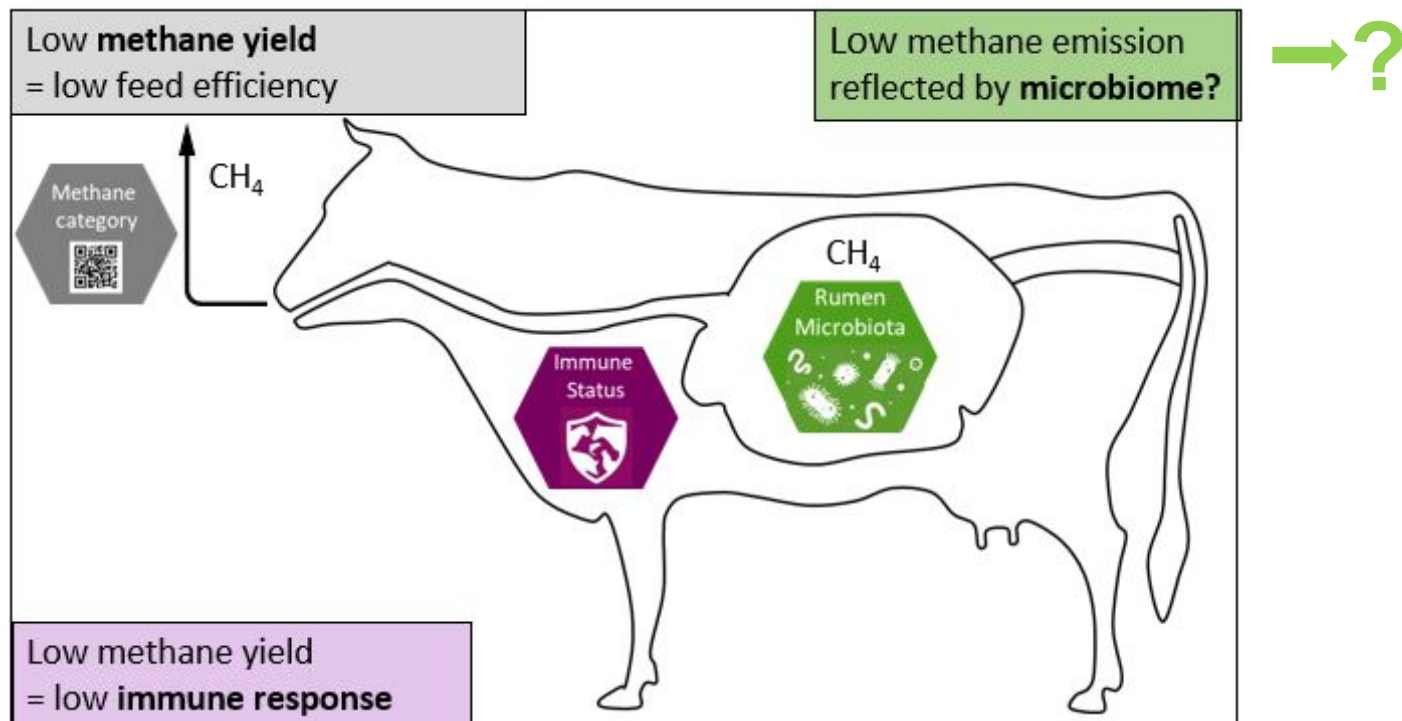 Low methane yield
= low feed efficiency
Low methane emission
reflected by microbiome?
?
CH₄
Methane
category
CH₄
Rumen
Microbiota
Immune
Status
Low methane yield
= low immune response